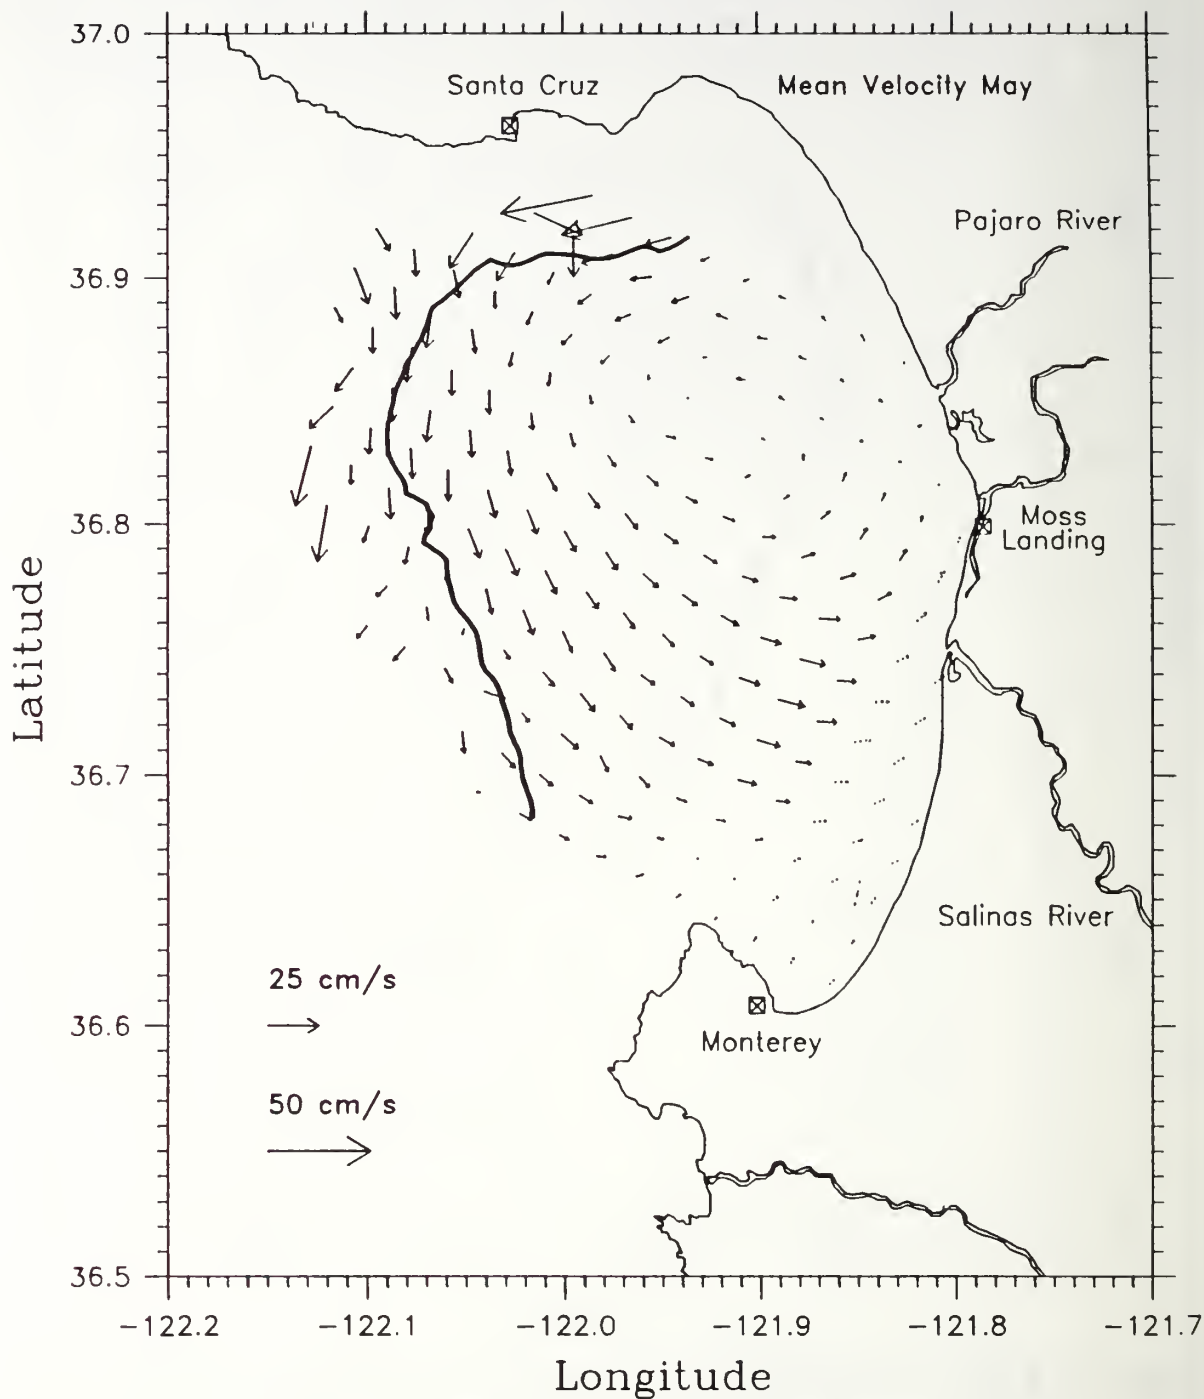 37.0
Santa Cruz
Mean Velocity May
Pajaro River
36.9
36.8
Moss
Landing
Latitude
36.7
Salinas River
25 cm/s
36.6
Monterey
50 cm/s
36.5
-122.2
-122.1
-122.0
-121.9
-121.8
-121.7
Longitude